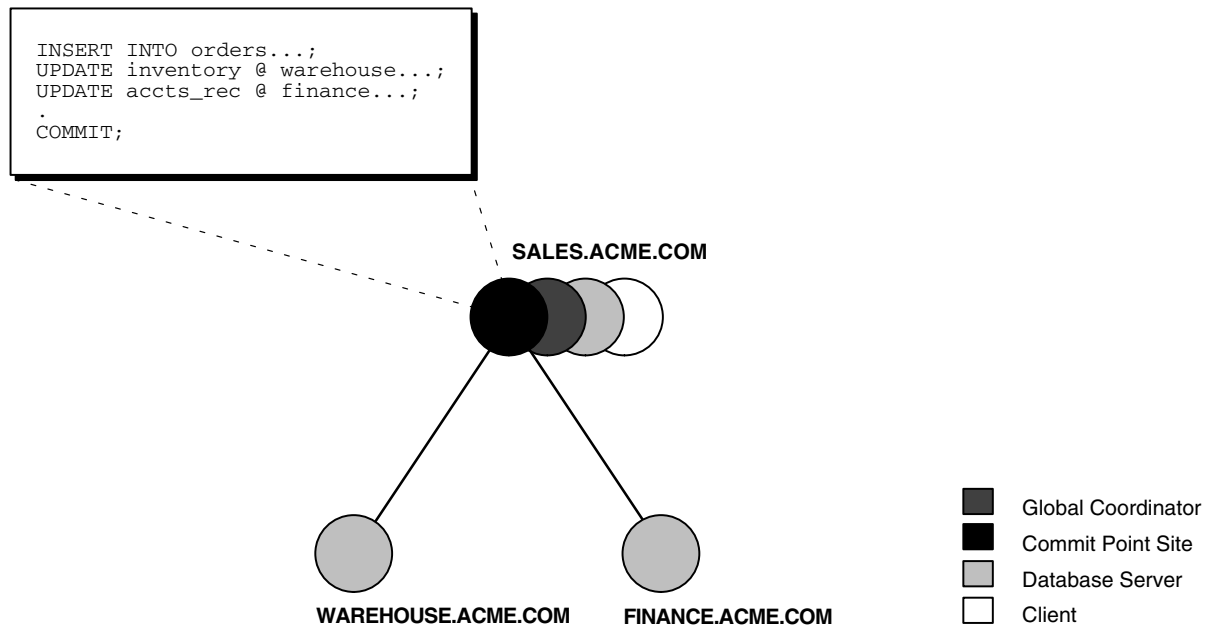 INSERT INTO orders...;
UPDATE inventory @ warehouse...;
UPDATE accts_rec @ finance...;
.
COMMIT;
SALES.ACME.COM
WAREHOUSE.ACME.COM
FINANCE.ACME.COM
Global Coordinator
Commit Point Site
Database Server
Client